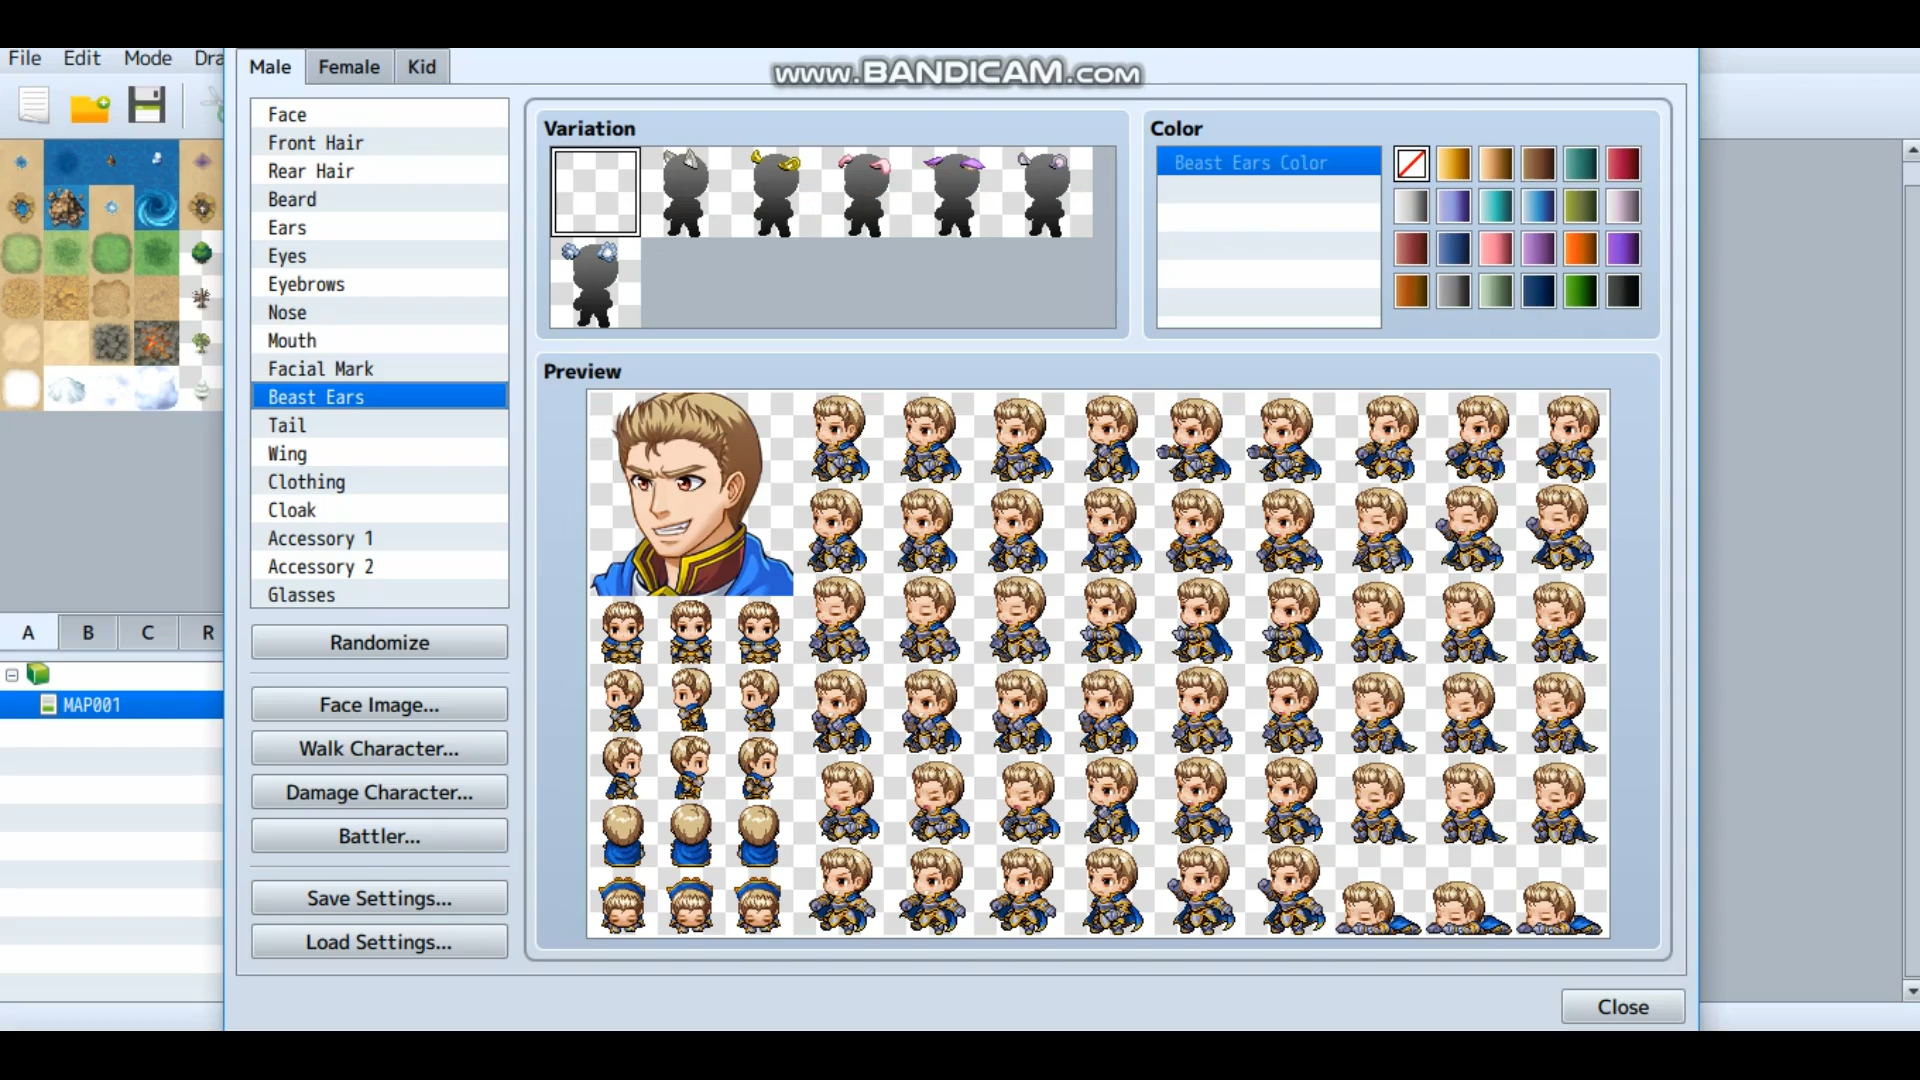 File Edit Mode Dra
Male Female Kid
www.BANDICAM.com
Face
Front Hair
Rear Hair
Beard
Ears
Eyes
Eyebrows
Nose
Mouth
Facial Mark
Beast Ears
Tail
Wing
Clothing
Cloak
Accessory 1
Accessory 2
Glasses
Randomize
Face Image...
Walk Character...
Damage Character...
Battler...
Save Settings...
Load Settings...
Variation
Color
Beast Ears Color
Preview
A B C R
MAP001
Close